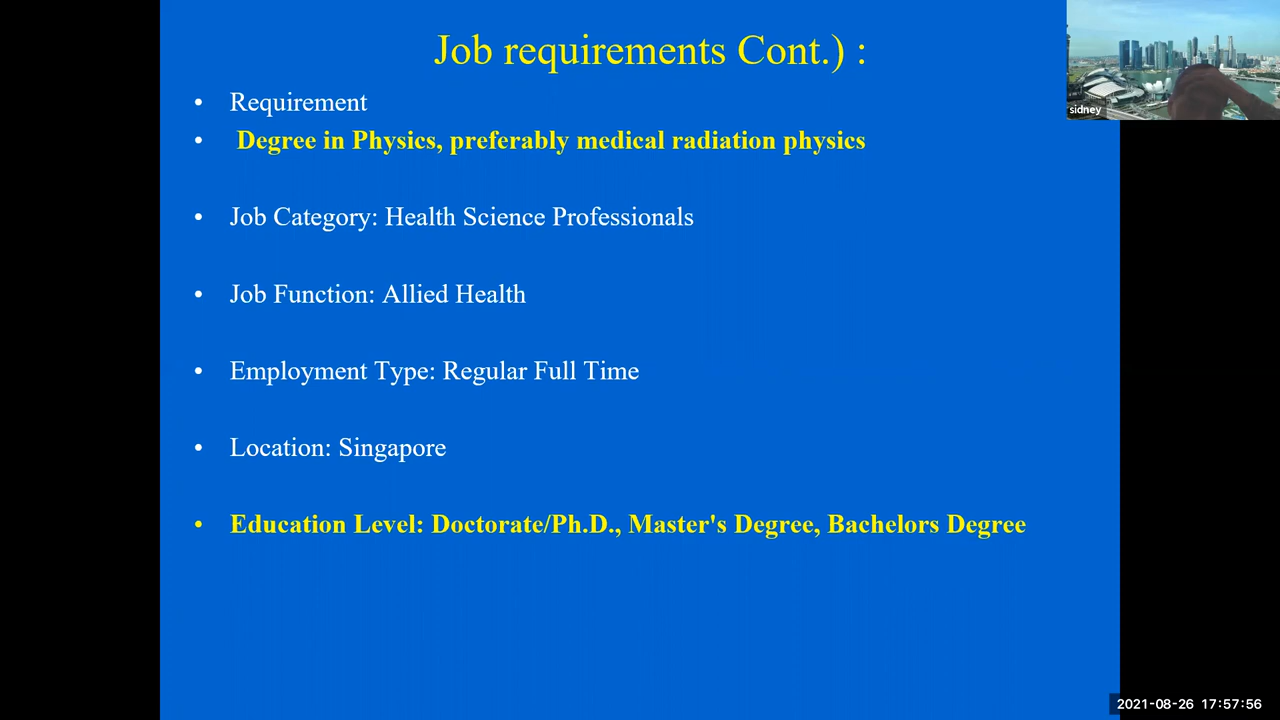 Job requirements Cont.) :
sidney
• Requirement
• Degree in Physics, preferably medical radiation physics
• Job Category: Health Science Professionals
• Job Function: Allied Health
• Employment Type: Regular Full Time
• Location: Singapore
• Education Level: Doctorate/Ph.D., Master's Degree, Bachelors Degree
2021-08-26 17:57:56